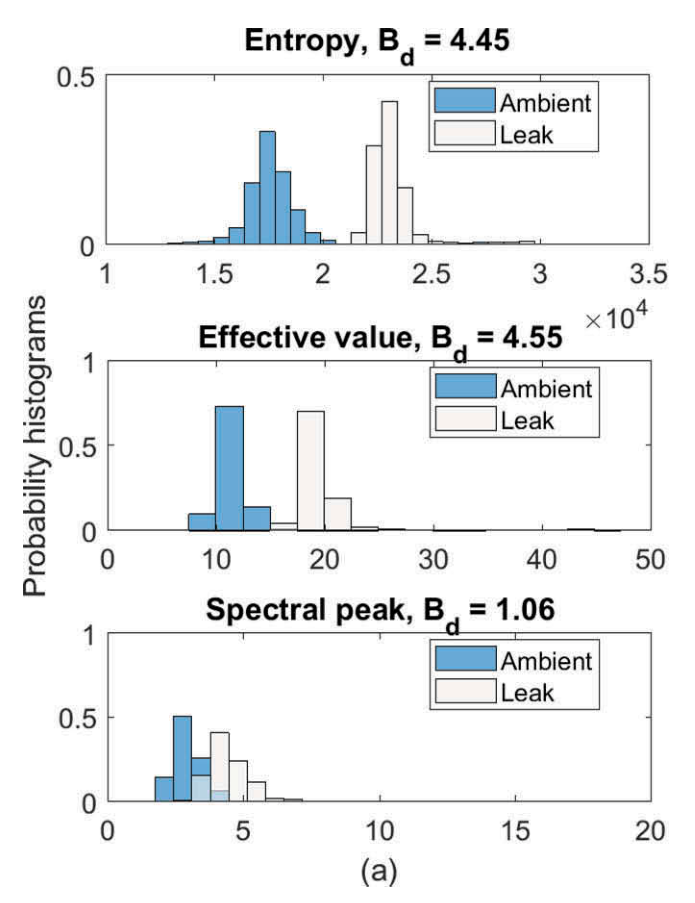 Entropy, B_d = 4.45
0.5
0
Ambient
Leak
1 1.5 2 2.5 3 3.5
×10^4
Probability histograms
Effective value, B_d = 4.55
1
0.5
0
Ambient
Leak
0 10 20 30 40 50
Spectral peak, B_d = 1.06
1
0.5
0
Ambient
Leak
0 5 10 15 20
(a)